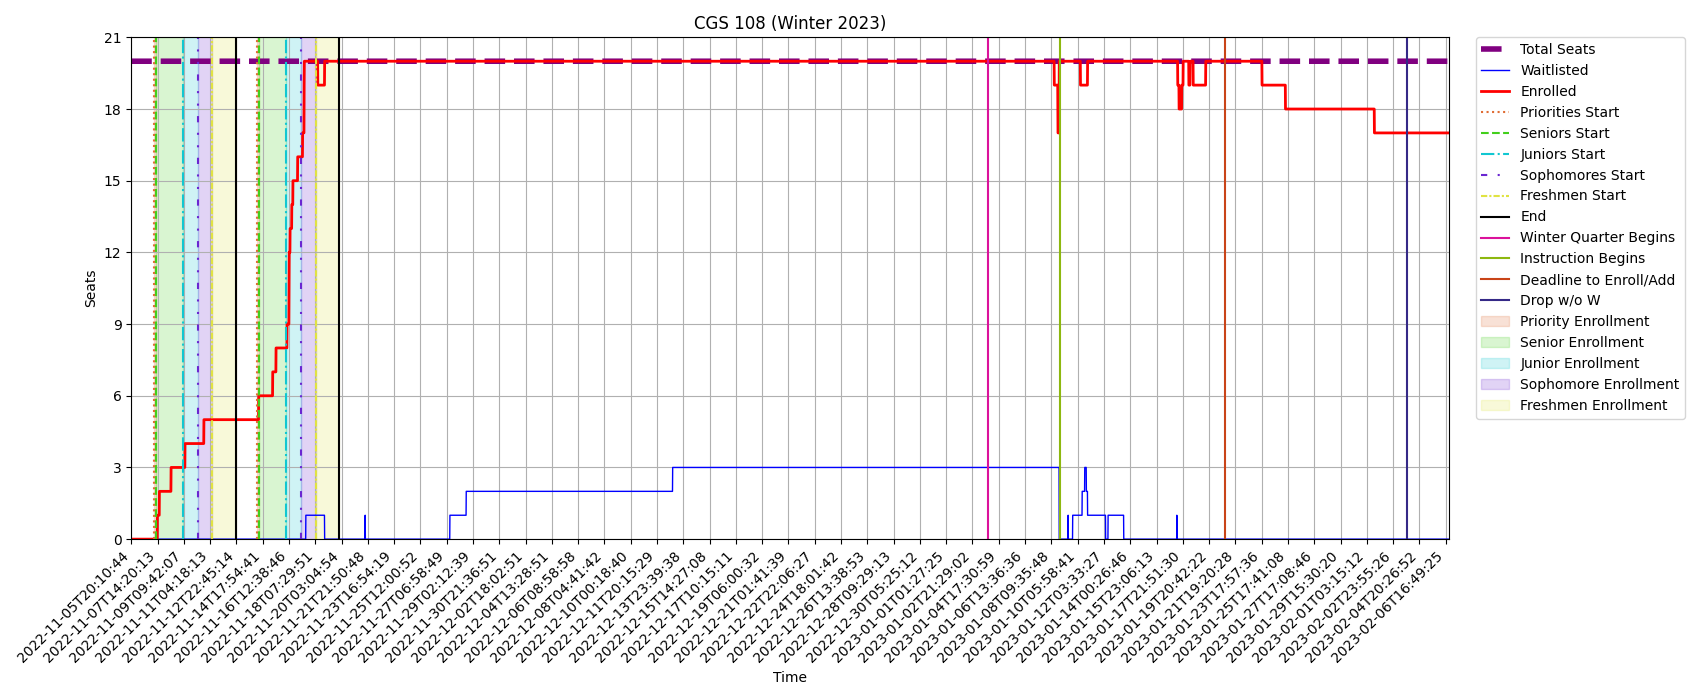 CGS 108 (Winter 2023)
21
18
15
12
9
6
3
0
Seats
2022-11-05T20:10:44
2022-11-07T14:20:13
2022-11-09T09:42:07
2022-11-11T04:18:13
2022-11-12T22:45:14
2022-11-14T17:54:41
2022-11-16T12:38:46
2022-11-18T07:29:51
2022-11-20T03:04:54
2022-11-21T21:50:48
2022-11-23T16:54:19
2022-11-25T12:00:52
2022-11-27T06:58:49
2022-11-29T02:12:39
2022-11-30T21:36:51
2022-12-02T18:02:51
2022-12-04T13:28:51
2022-12-06T08:58:58
2022-12-08T04:41:42
2022-12-10T00:18:40
2022-12-11T20:15:29
2022-12-13T23:39:38
2022-12-15T14:27:08
2022-12-17T10:15:11
2022-12-19T06:00:32
2022-12-21T01:41:39
2022-12-22T22:06:27
2022-12-24T18:01:42
2022-12-26T13:38:53
2022-12-28T09:29:13
2022-12-30T05:25:12
2023-01-01T01:27:25
2023-01-02T21:29:02
2023-01-04T17:30:59
2023-01-06T13:36:36
2023-01-08T09:35:48
2023-01-10T05:58:41
2023-01-12T03:33:27
2023-01-14T00:26:46
2023-01-15T23:06:13
2023-01-17T21:51:30
2023-01-19T20:42:22
2023-01-21T19:20:28
2023-01-23T17:57:36
2023-01-25T17:41:08
2023-01-27T17:08:46
2023-01-29T15:30:20
2023-02-01T03:15:12
2023-02-02T23:55:26
2023-02-04T20:26:52
2023-02-06T16:49:25
Time
Total Seats
Waitlisted
Enrolled
Priorities Start
Seniors Start
Juniors Start
Sophomores Start
Freshmen Start
End
Winter Quarter Begins
Instruction Begins
Deadline to Enroll/Add
Drop w/o W
Priority Enrollment
Senior Enrollment
Junior Enrollment
Sophomore Enrollment
Freshmen Enrollment